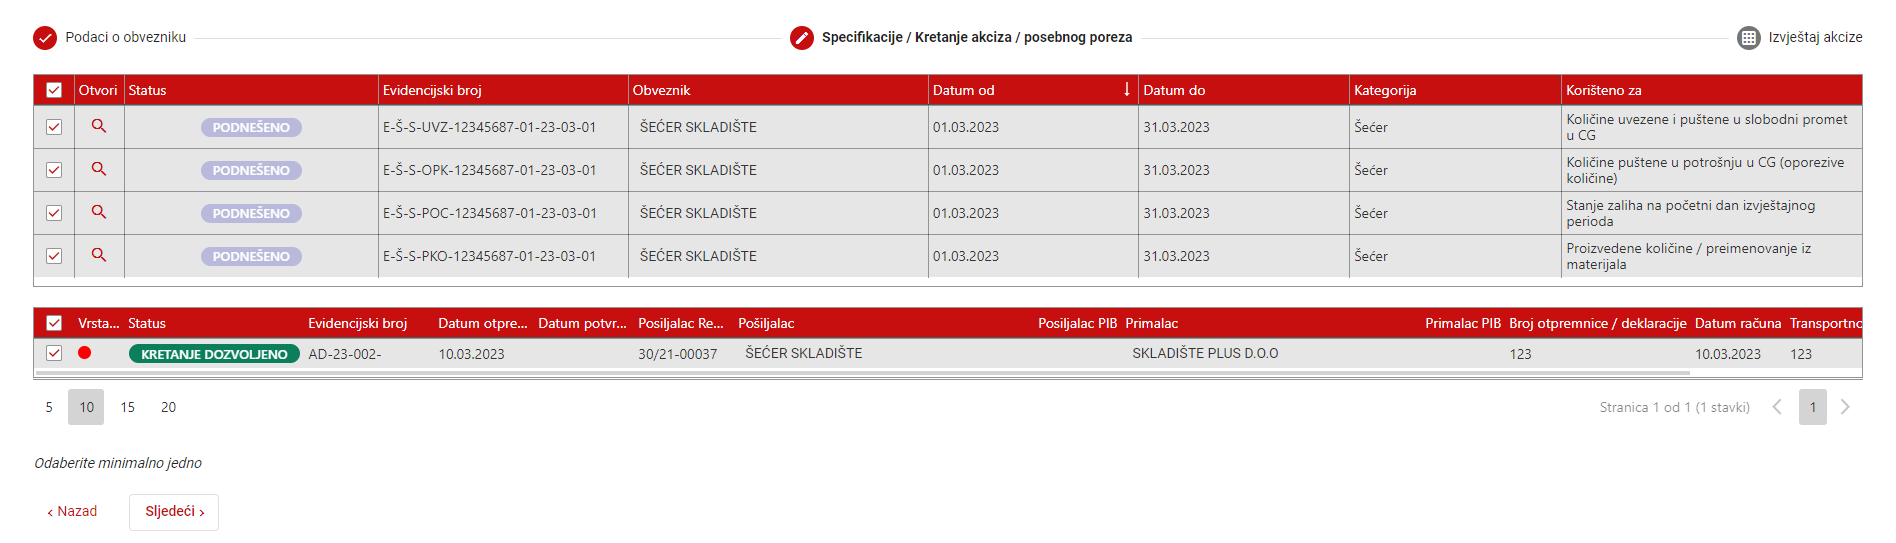 Podaci o obvezniku
Specifikacije / Kretanje akciza / posebnog poreza
Izvještaj akcize
Otvori Status Evidencijski broj Obveznik Datum od Datum do Kategorija Korišteno za
PODNEŠENO E-Š-S-UVZ-12345687-01-23-03-01 ŠEĆER SKLADIŠTE 01.03.2023 31.03.2023 Šećer Količine uvezene i puštene u slobodni promet
u CG
PODNEŠENO E-Š-S-OPK-12345687-01-23-03-01 ŠEĆER SKLADIŠTE 01.03.2023 31.03.2023 Šećer Količine puštene u potrošnju u CG (oporezive
količine)
PODNEŠENO E-Š-S-POC-12345687-01-23-03-01 ŠEĆER SKLADIŠTE 01.03.2023 31.03.2023 Šećer Stanje zaliha na početni dan izvještajnog
perioda
PODNEŠENO E-Š-S-PKO-12345687-01-23-03-01 ŠEĆER SKLADIŠTE 01.03.2023 31.03.2023 Šećer Proizvedene količine / preimenovanje iz
materijala
Vrsta... Status Evidencijski broj Datum otpre... Datum potvr... Posiljalac Re... Pošiljalac Posiljalac PIB Primalac Primalac PIB Broj otpremnice / deklaracije Datum računa Transportno
KRETANJE DOZVOLJENO AD-23-002- 10.03.2023 30/21-00037 ŠEĆER SKLADIŠTE SKLADIŠTE PLUS D.O.O 123 10.03.2023 123
5 10 15 20
Stranica 1 od 1 (1 stavki) 1
Odaberite minimalno jedno
‹ Nazad
Sljedeći ›